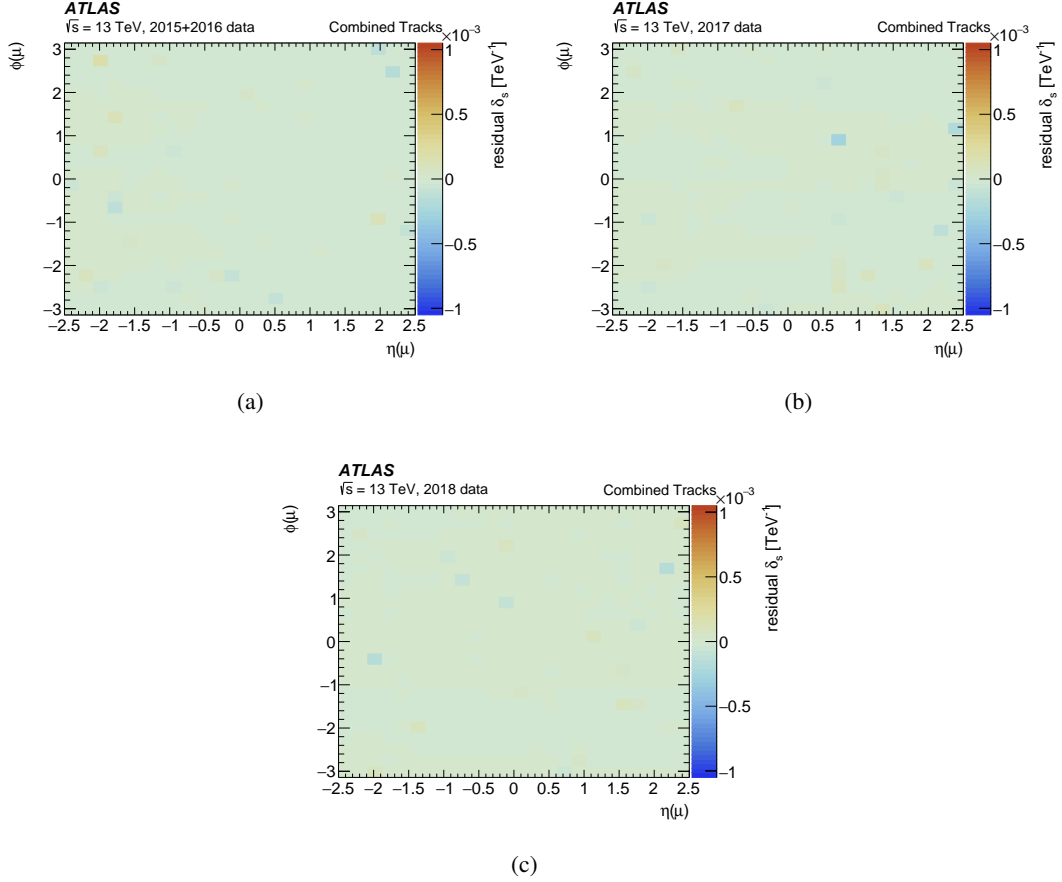 ATLAS
√s = 13 TeV, 2015+2016 data Combined Tracks
×10⁻³
φ(μ)
3
2
1
0
−1
−2
−3
−2.5 −2 −1.5 −1 −0.5 0 0.5 1 1.5 2 2.5
η(μ)
1
0.5
0
−0.5
−1
residual δₛ [TeV⁻¹]
(a)
ATLAS
√s = 13 TeV, 2017 data Combined Tracks
×10⁻³
φ(μ)
3
2
1
0
−1
−2
−3
−2.5 −2 −1.5 −1 −0.5 0 0.5 1 1.5 2 2.5
η(μ)
1
0.5
0
−0.5
−1
residual δₛ [TeV⁻¹]
(b)
ATLAS
√s = 13 TeV, 2018 data Combined Tracks
×10⁻³
φ(μ)
3
2
1
0
−1
−2
−3
−2.5 −2 −1.5 −1 −0.5 0 0.5 1 1.5 2 2.5
η(μ)
1
0.5
0
−0.5
−1
residual δₛ [TeV⁻¹]
(c)